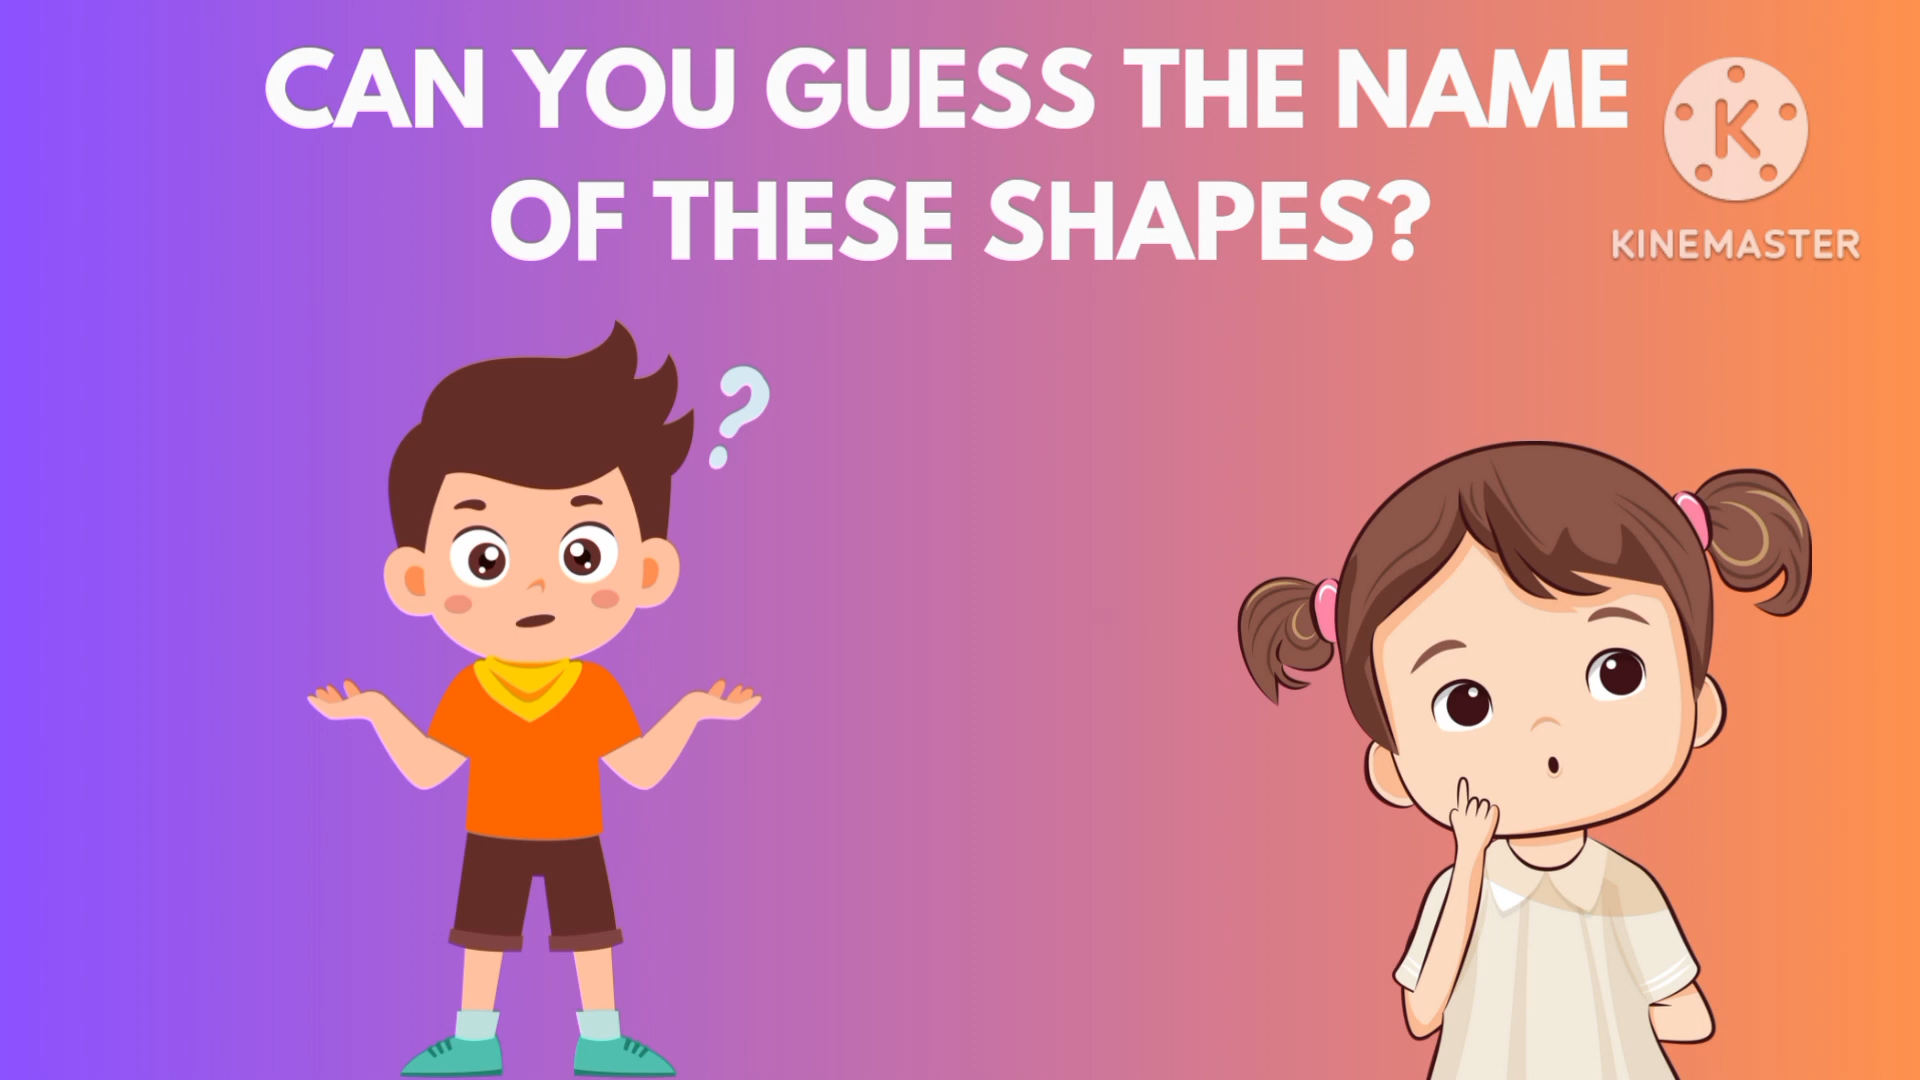 CAN YOU GUESS THE NAME
OF THESE SHAPES?
K
KINEMASTER
?